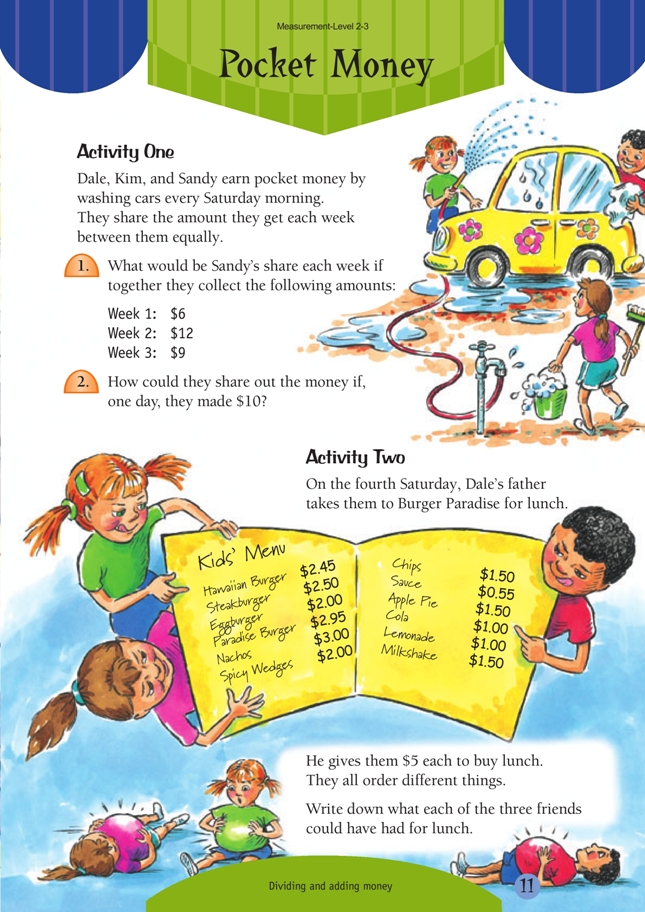 Measurement-Level 2-3
Pocket Money
Activity One
Dale, Kim, and Sandy earn pocket money by
washing cars every Saturday morning.
They share the amount they get each week
between them equally.
1. What would be Sandy's share each week if
together they collect the following amounts:
Week 1: $6
Week 2: $12
Week 3: $9
2. How could they share out the money if,
one day, they made $10?
Activity Two
On the fourth Saturday, Dale's father
takes them to Burger Paradise for lunch.
Kids' Menu
Hawaiian Burger $2.45
Steakburger $2.50
Eggburger $2.00
Paradise Burger $2.95
Nachos $3.00
Spicy Wedges $2.00
Chips $1.50
Sauce $0.55
Apple Pie $1.50
Cola $1.00
Lemonade $1.00
Milkshake $1.50
He gives them $5 each to buy lunch.
They all order different things.
Write down what each of the three friends
could have had for lunch.
Dividing and adding money
11